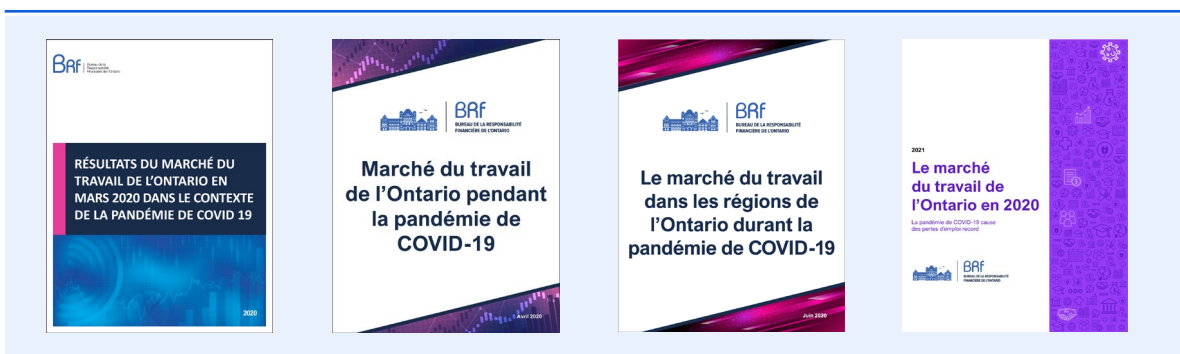 BRF
Bureau de la
Responsabilité
Financière de l'Ontario
RÉSULTATS DU MARCHÉ DU
TRAVAIL DE L'ONTARIO EN
MARS 2020 DANS LE CONTEXTE
DE LA PANDÉMIE DE COVID 19
2020
BRf
BUREAU DE LA RESPONSABILITÉ
FINANCIÈRE DE L'ONTARIO
Marché du travail
de l'Ontario pendant
la pandémie de
COVID-19
Avril 2020
BRf
BUREAU DE LA RESPONSABILITÉ
FINANCIÈRE DE L'ONTARIO
Le marché du travail
dans les régions de
l'Ontario durant la
pandémie de COVID-19
Juin 2020
2021
Le marché
du travail de
l'Ontario en 2020
La pandémie de COVID-19 cause
des pertes d'emploi record
BRf
BUREAU DE LA RESPONSABILITÉ
FINANCIÈRE DE L'ONTARIO